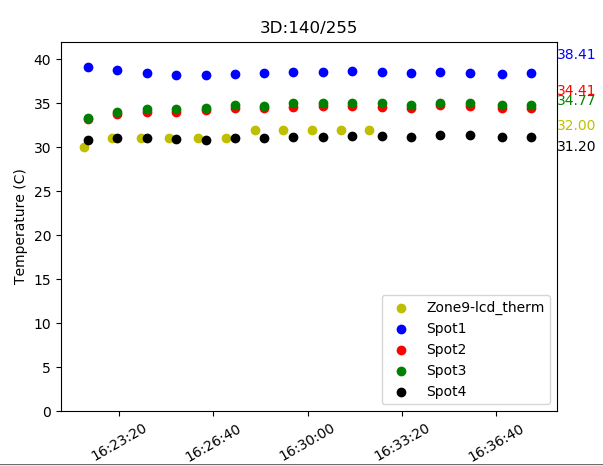 3D:140/255
38.41
34.41
34.77
32.00
31.20
40
35
30
25
20
15
10
5
0
Temperature (C)
Zone9-lcd_therm
Spot1
Spot2
Spot3
Spot4
16:23:20
16:26:40
16:30:00
16:33:20
16:36:40